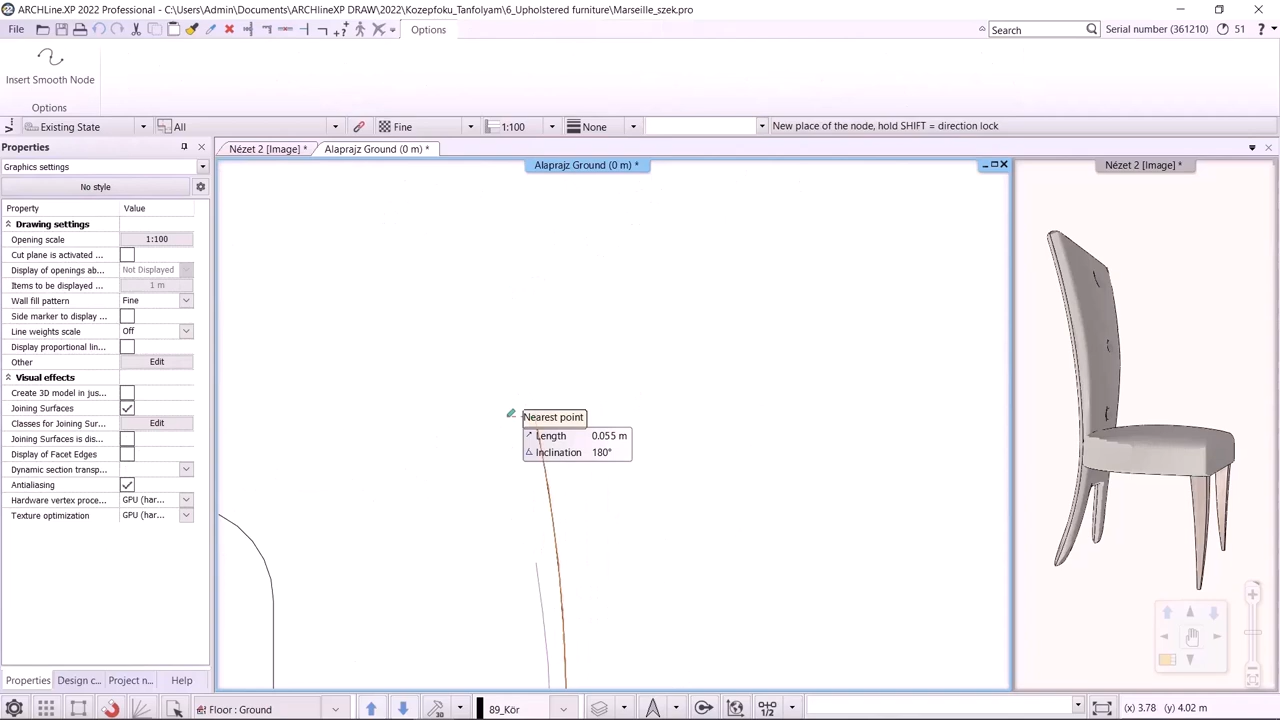 ARCHLine.XP 2022 Professional - C:\Users\Admin\Documents\ARCHlineXP DRAW\2022\Kozepfoku_Tanfolyam\6_Upholstered furniture\Marseille_szek.pro
File
Options
Search
Serial number (361210)
51
?
Insert Smooth Node
Options
Existing State
All
Fine
1:100
None
New place of the node, hold SHIFT = direction lock
Properties
Nézet 2 [Image] *
Alaprajz Ground (0 m) *
Graphics settings
Alaprajz Ground (0 m) *
Nézet 2 [Image] *
No style
Property Value
Drawing settings
Opening scale 1:100
Cut plane is activated ...
Display of openings ab... Not Displayed
Items to be displayed ... 1 m
Wall fill pattern Fine
Side marker to display ...
Line weights scale Off
Display proportional lin...
Other Edit
Visual effects
Create 3D model in jus...
Joining Surfaces
Classes for Joining Sur... Edit
Joining Surfaces is dis...
Display of Facet Edges
Dynamic section transp...
Antialiasing
Hardware vertex proce... GPU (har...
Texture optimization GPU (har...
Nearest point
Length 0.055 m
Inclination 180°
Properties Design c... Project n... Help
Floor : Ground
89_Kör
(x) 3.78 (y) 4.02 m